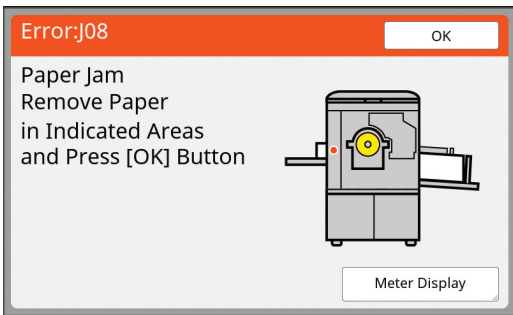 Error:J08
OK
Paper Jam
Remove Paper
in Indicated Areas
and Press [OK] Button
Meter Display